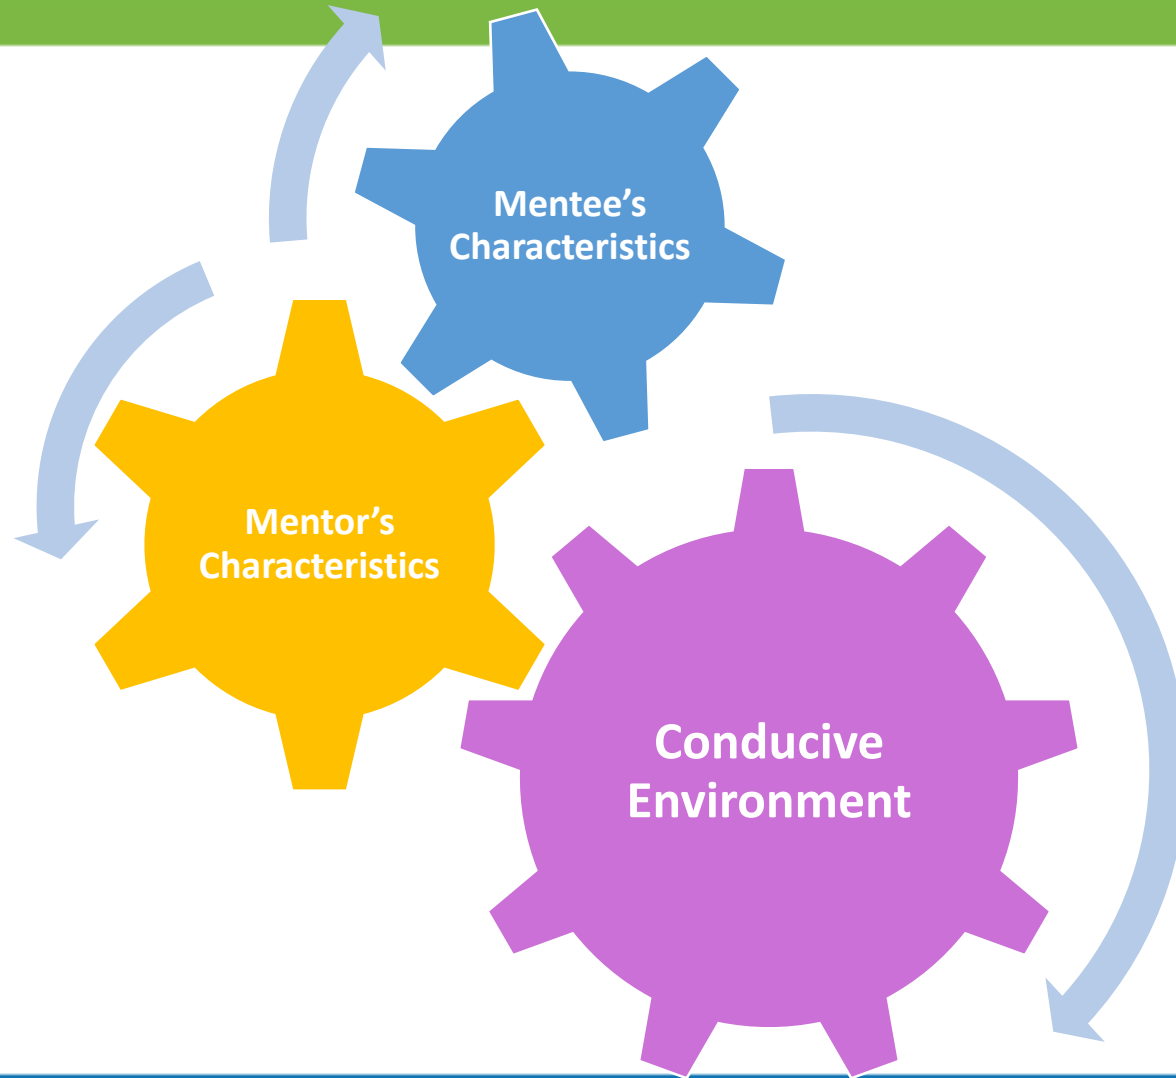 Mentee’s
Characteristics
Mentor’s
Characteristics
Conducive
Environment